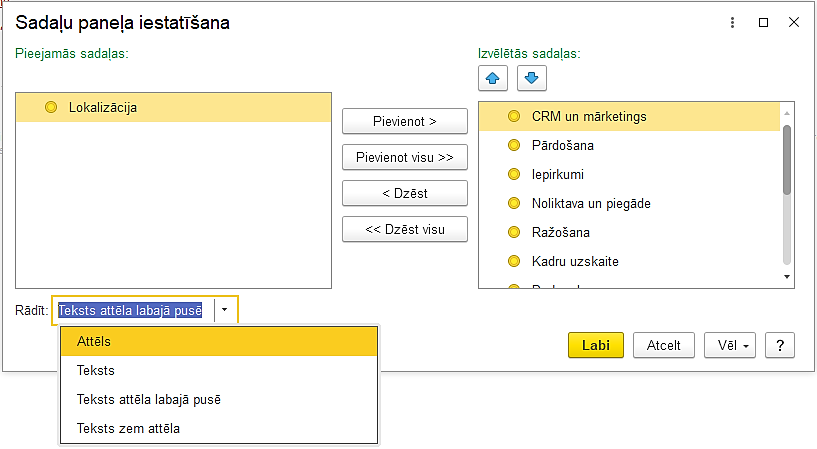 Sadaļu paneļa iestatīšana
Pieejamās sadaļas:
Lokalizācija
Pievienot >
Pievienot visu >>
< Dzēst
<< Dzēst visu
Izvēlētās sadaļas:
CRM un mārketings
Pārdošana
Iepirkumi
Noliktava un piegāde
Ražošana
Kadru uzskaite
Rādīt: Teksts attēla labajā pusē
Attēls
Teksts
Teksts attēla labajā pusē
Teksts zem attēla
Labi
Atcelt
Vēl
?